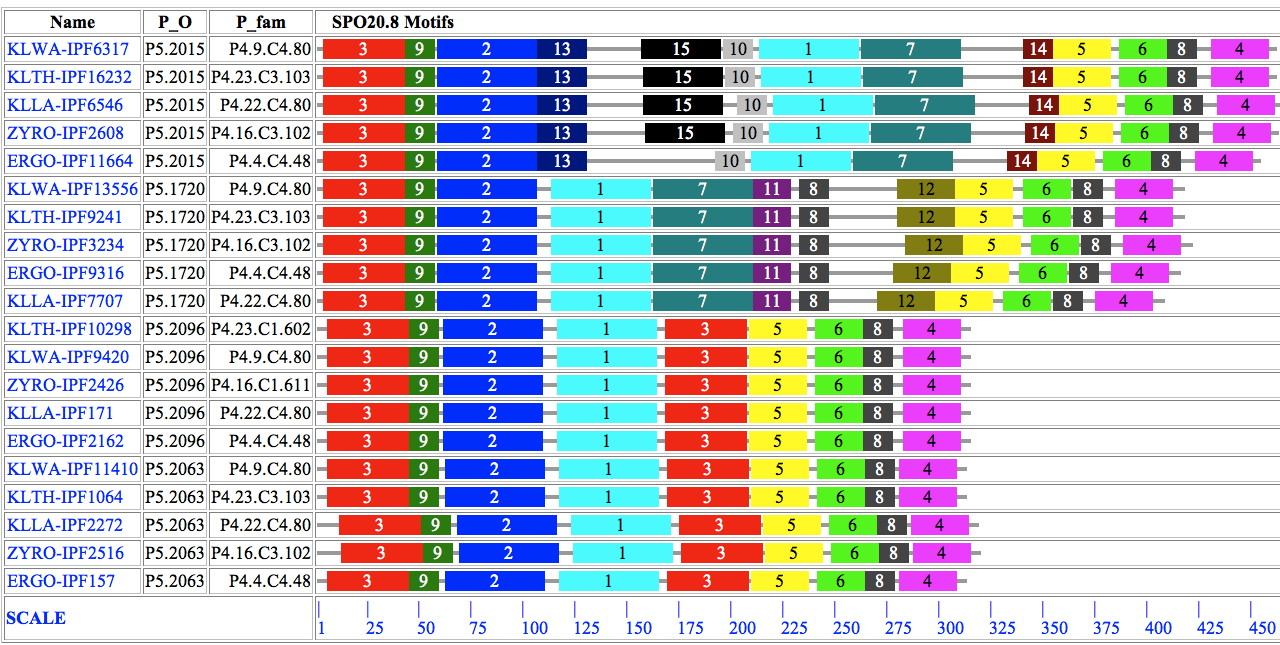 Name P_O P_fam SPO20.8 Motifs
KLWA-IPF6317 P5.2015 P4.9.C4.80 3 9 2 13 15 10 1 7 14 5 6 8 4
KLTH-IPF16232 P5.2015 P4.23.C3.103 3 9 2 13 15 10 1 7 14 5 6 8 4
KLLA-IPF6546 P5.2015 P4.22.C4.80 3 9 2 13 15 10 1 7 14 5 6 8 4
ZYRO-IPF2608 P5.2015 P4.16.C3.102 3 9 2 13 15 10 1 7 14 5 6 8 4
ERGO-IPF11664 P5.2015 P4.4.C4.48 3 9 2 13 10 1 7 14 5 6 8 4
KLWA-IPF13556 P5.1720 P4.9.C4.80 3 9 2 1 7 11 8 12 5 6 8 4
KLTH-IPF9241 P5.1720 P4.23.C3.103 3 9 2 1 7 11 8 12 5 6 8 4
ZYRO-IPF3234 P5.1720 P4.16.C3.102 3 9 2 1 7 11 8 12 5 6 8 4
ERGO-IPF9316 P5.1720 P4.4.C4.48 3 9 2 1 7 11 8 12 5 6 8 4
KLLA-IPF7707 P5.1720 P4.22.C4.80 3 9 2 1 7 11 8 12 5 6 8 4
KLTH-IPF10298 P5.2096 P4.23.C1.602 3 9 2 1 3 5 6 8 4
KLWA-IPF9420 P5.2096 P4.9.C4.80 3 9 2 1 3 5 6 8 4
ZYRO-IPF2426 P5.2096 P4.16.C1.611 3 9 2 1 3 5 6 8 4
KLLA-IPF171 P5.2096 P4.22.C4.80 3 9 2 1 3 5 6 8 4
ERGO-IPF2162 P5.2096 P4.4.C4.48 3 9 2 1 3 5 6 8 4
KLWA-IPF11410 P5.2063 P4.9.C4.80 3 9 2 1 3 5 6 8 4
KLTH-IPF1064 P5.2063 P4.23.C3.103 3 9 2 1 3 5 6 8 4
KLLA-IPF2272 P5.2063 P4.22.C4.80 3 9 2 1 3 5 6 8 4
ZYRO-IPF2516 P5.2063 P4.16.C3.102 3 9 2 1 3 5 6 8 4
ERGO-IPF157 P5.2063 P4.4.C4.48 3 9 2 1 3 5 6 8 4
SCALE 1 25 50 75 100 125 150 175 200 225 250 275 300 325 350 375 400 425 450